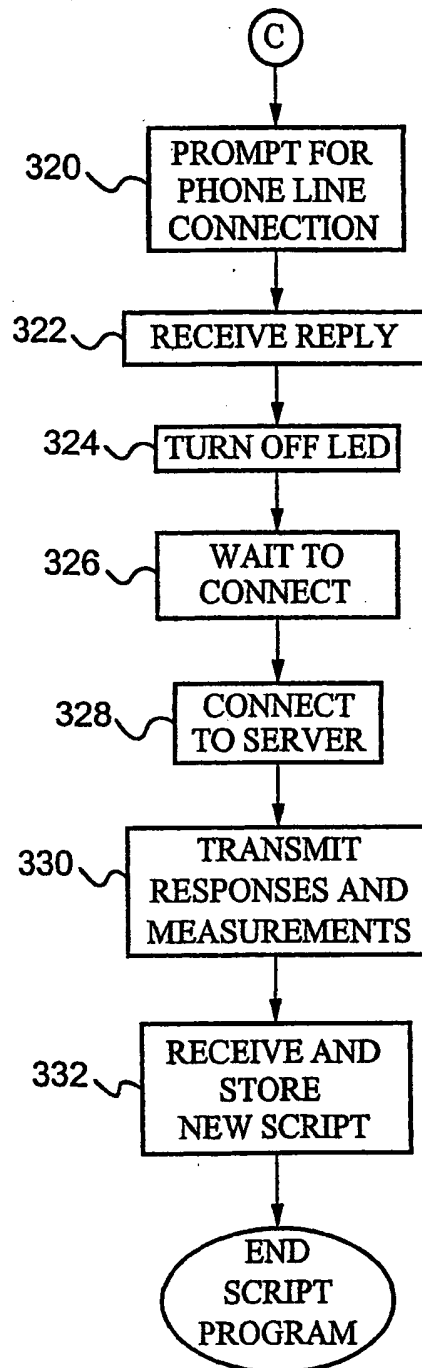 C
320
PROMPT FOR
PHONE LINE
CONNECTION
322
RECEIVE REPLY
324
TURN OFF LED
326
WAIT TO
CONNECT
328
CONNECT
TO SERVER
330
TRANSMIT
RESPONSES AND
MEASUREMENTS
332
RECEIVE AND
STORE
NEW SCRIPT
END
SCRIPT
PROGRAM